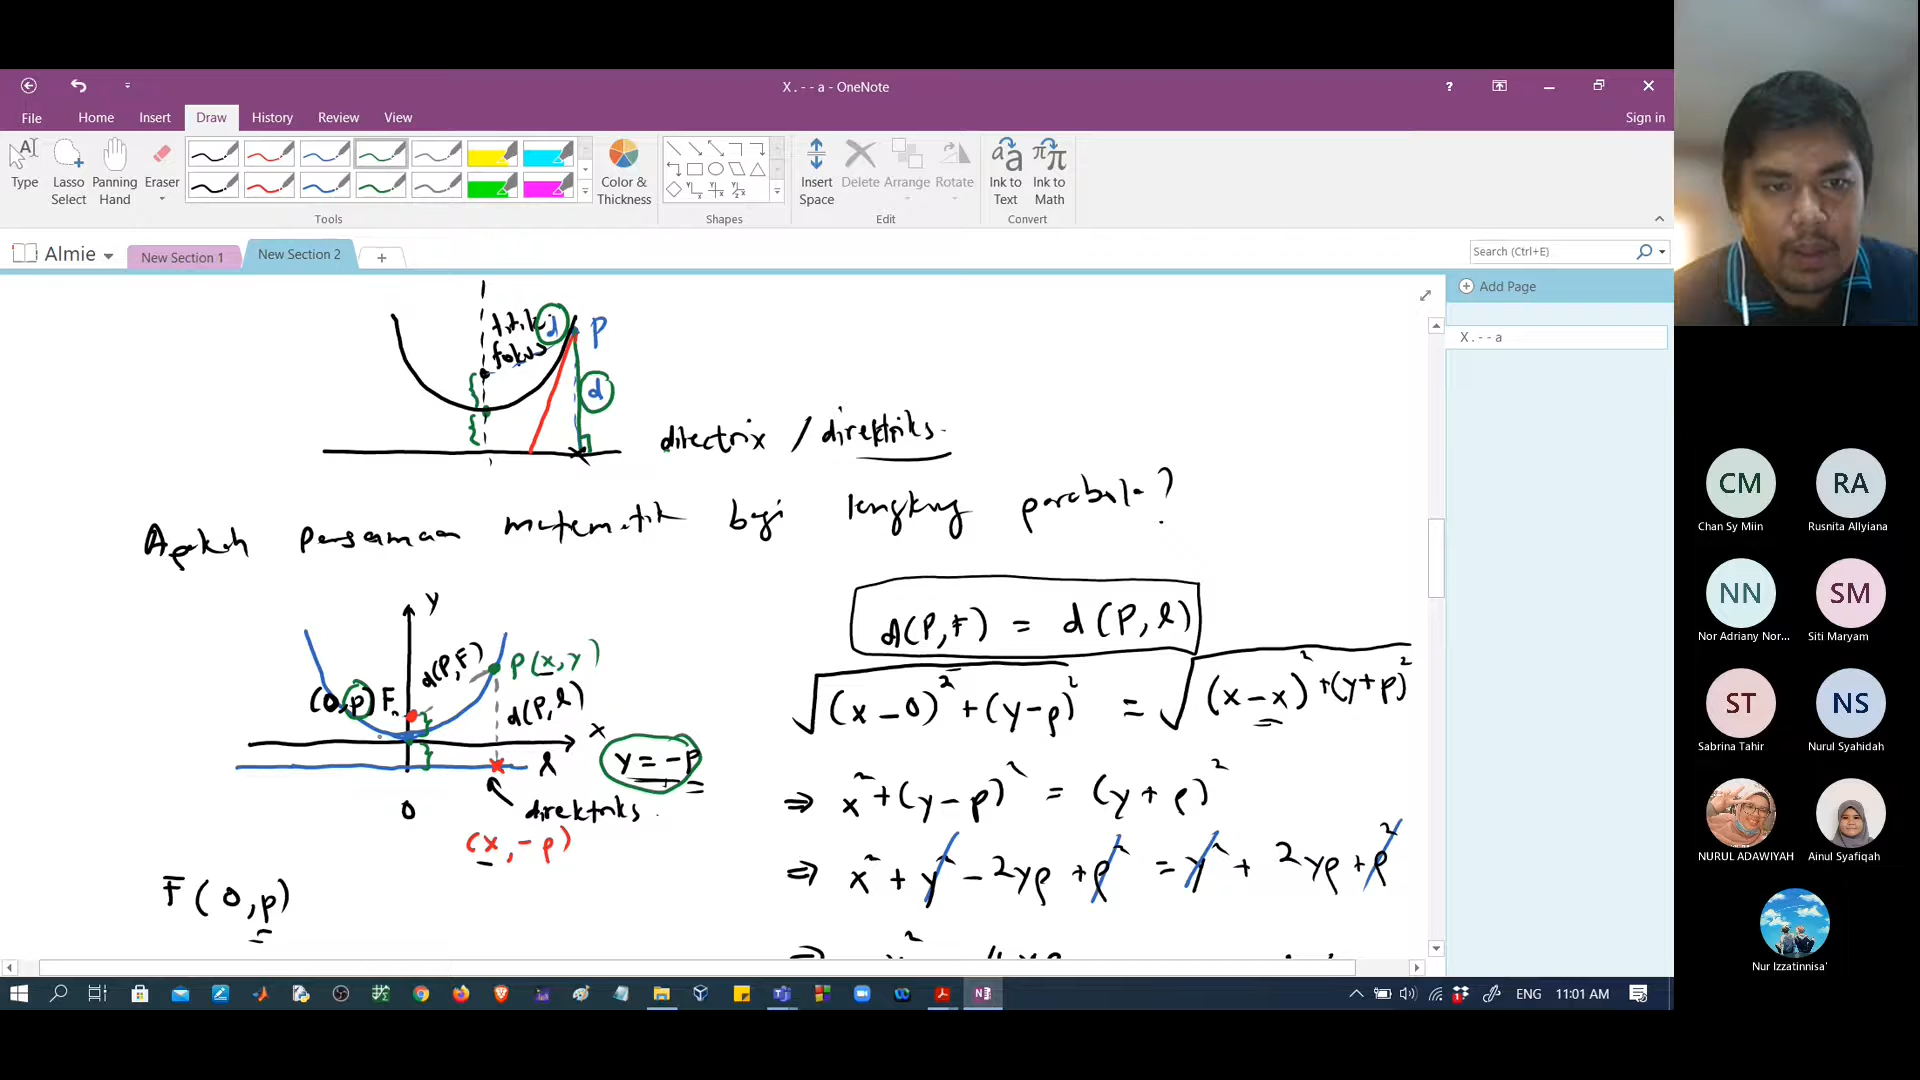 X . - - a - OneNote
File Home Insert Draw History Review View
Sign in
Type
Lasso Select
Panning Hand
Eraser
Color & Thickness
Insert Space
Delete
Arrange
Rotate
Ink to Text
Ink to Math
Tools
Shapes
Edit
Convert
Almie
New Section 1
New Section 2
Search (Ctrl+E)
Add Page
X . - - a
titik fokus
d P
d
directrix / direktriks.
Apakah persamaan matematik bagi lengkung parabola?
y
d(P,F)
P(x,y)
(0,p) F
d(P,l)
x
l
y = -p
0
direktriks.
(x,-p)
F(0,p)
d(P,F) = d(P,l)
√(x-0)²+(y-p)² = √(x-x)²+(y+p)²
⇒ x²+(y-p)² = (y+p)²
⇒ x² + y² - 2yp + p² = y² + 2yp + p²
CM
Chan Sy Miin
RA
Rusnita Allyiana
NN
Nor Adriany Nor...
SM
Siti Maryam
ST
Sabrina Tahir
NS
Nurul Syahidah
NURUL ADAWIYAH
Ainul Syafiqah
Nur Izzatinnisa'
ENG
11:01 AM